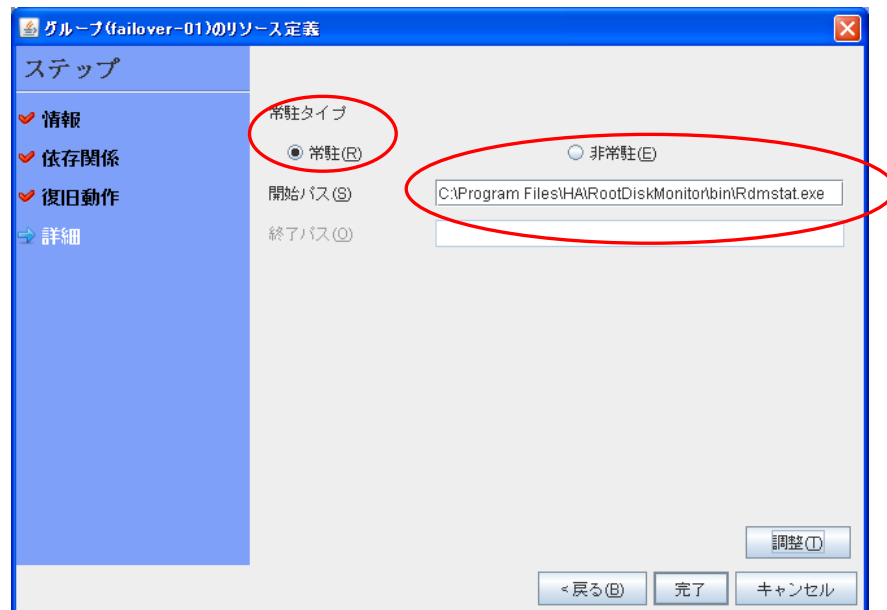 グループ(failover-01)のリソース定義
ステップ
情報
依存関係
復旧動作
詳細
常駐タイプ
常駐(R) 非常駐(E)
開始パス(S) C:\Program Files\HA\RootDiskMonitor\bin\Rdmstat.exe
終了パス(O)
調整(T)
<戻る(B) 完了 キャンセル